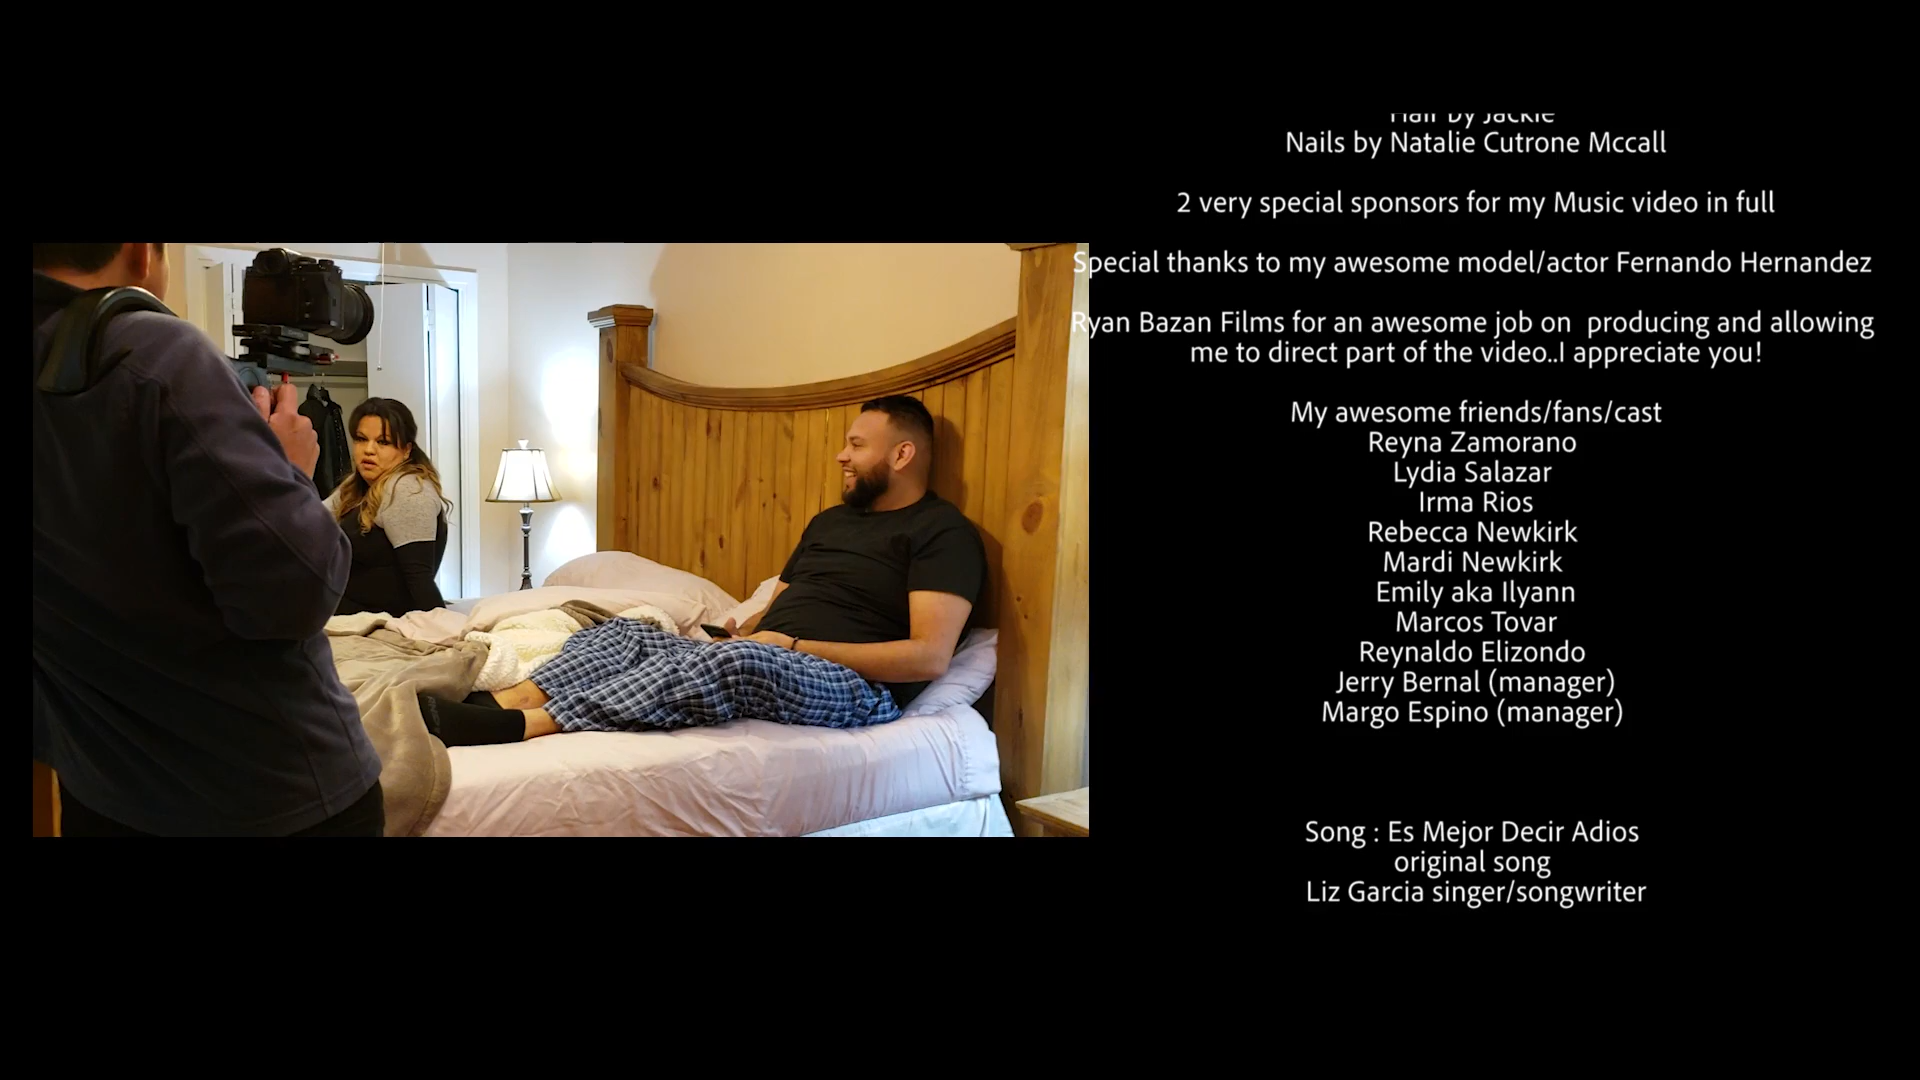 Hair by Jackie
Nails by Natalie Cutrone Mccall
2 very special sponsors for my Music video in full
Special thanks to my awesome model/actor Fernando Hernandez
Ryan Bazan Films for an awesome job on  producing and allowing
me to direct part of the video..I appreciate you!
My awesome friends/fans/cast
Reyna Zamorano
Lydia Salazar
Irma Rios
Rebecca Newkirk
Mardi Newkirk
Emily aka Ilyann
Marcos Tovar
Reynaldo Elizondo
Jerry Bernal (manager)
Margo Espino (manager)
Song : Es Mejor Decir Adios
original song
Liz Garcia singer/songwriter